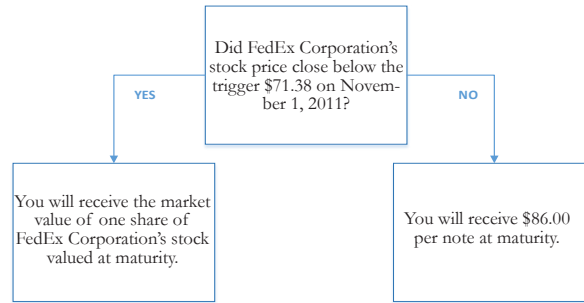 Did FedEx Corporation's
stock price close below the
trigger $71.38 on Novem-
ber 1, 2011?
YES
NO
You will receive the market
value of one share of
FedEx Corporation's stock
valued at maturity.
You will receive $86.00
per note at maturity.